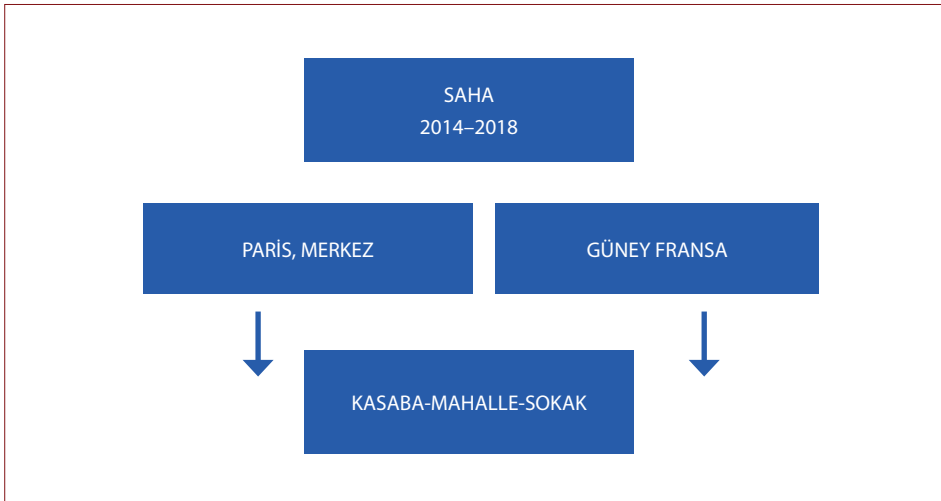 SAHA
2014–2018
PARİS, MERKEZ
GÜNEY FRANSA
KASABA-MAHALLE-SOKAK